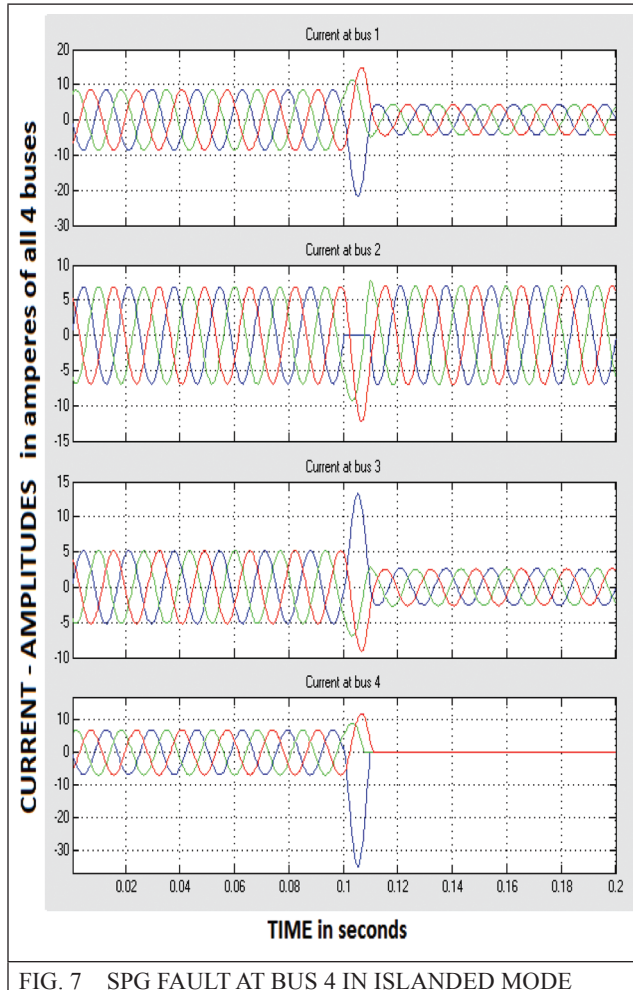 CURRENT - AMPLITUDES in amperes of all 4 buses
Current at bus 1
20
10
0
-10
-20
-30
Current at bus 2
10
5
0
-5
-10
-15
Current at bus 3
15
10
5
0
-5
-10
Current at bus 4
10
0
-10
-20
-30
0.02 0.04 0.06 0.08 0.1 0.12 0.14 0.16 0.18 0.2
TIME in seconds
FIG. 7 SPG FAULT AT BUS 4 IN ISLANDED MODE